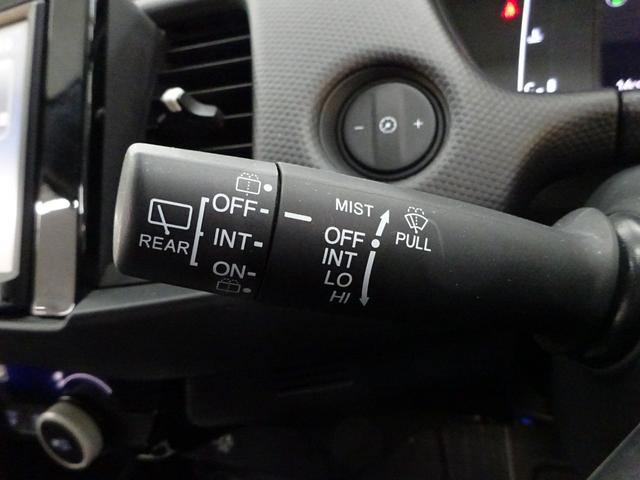 REAR
OFF
INT
ON
MIST
OFF
INT
LO
HI
PULL
- +